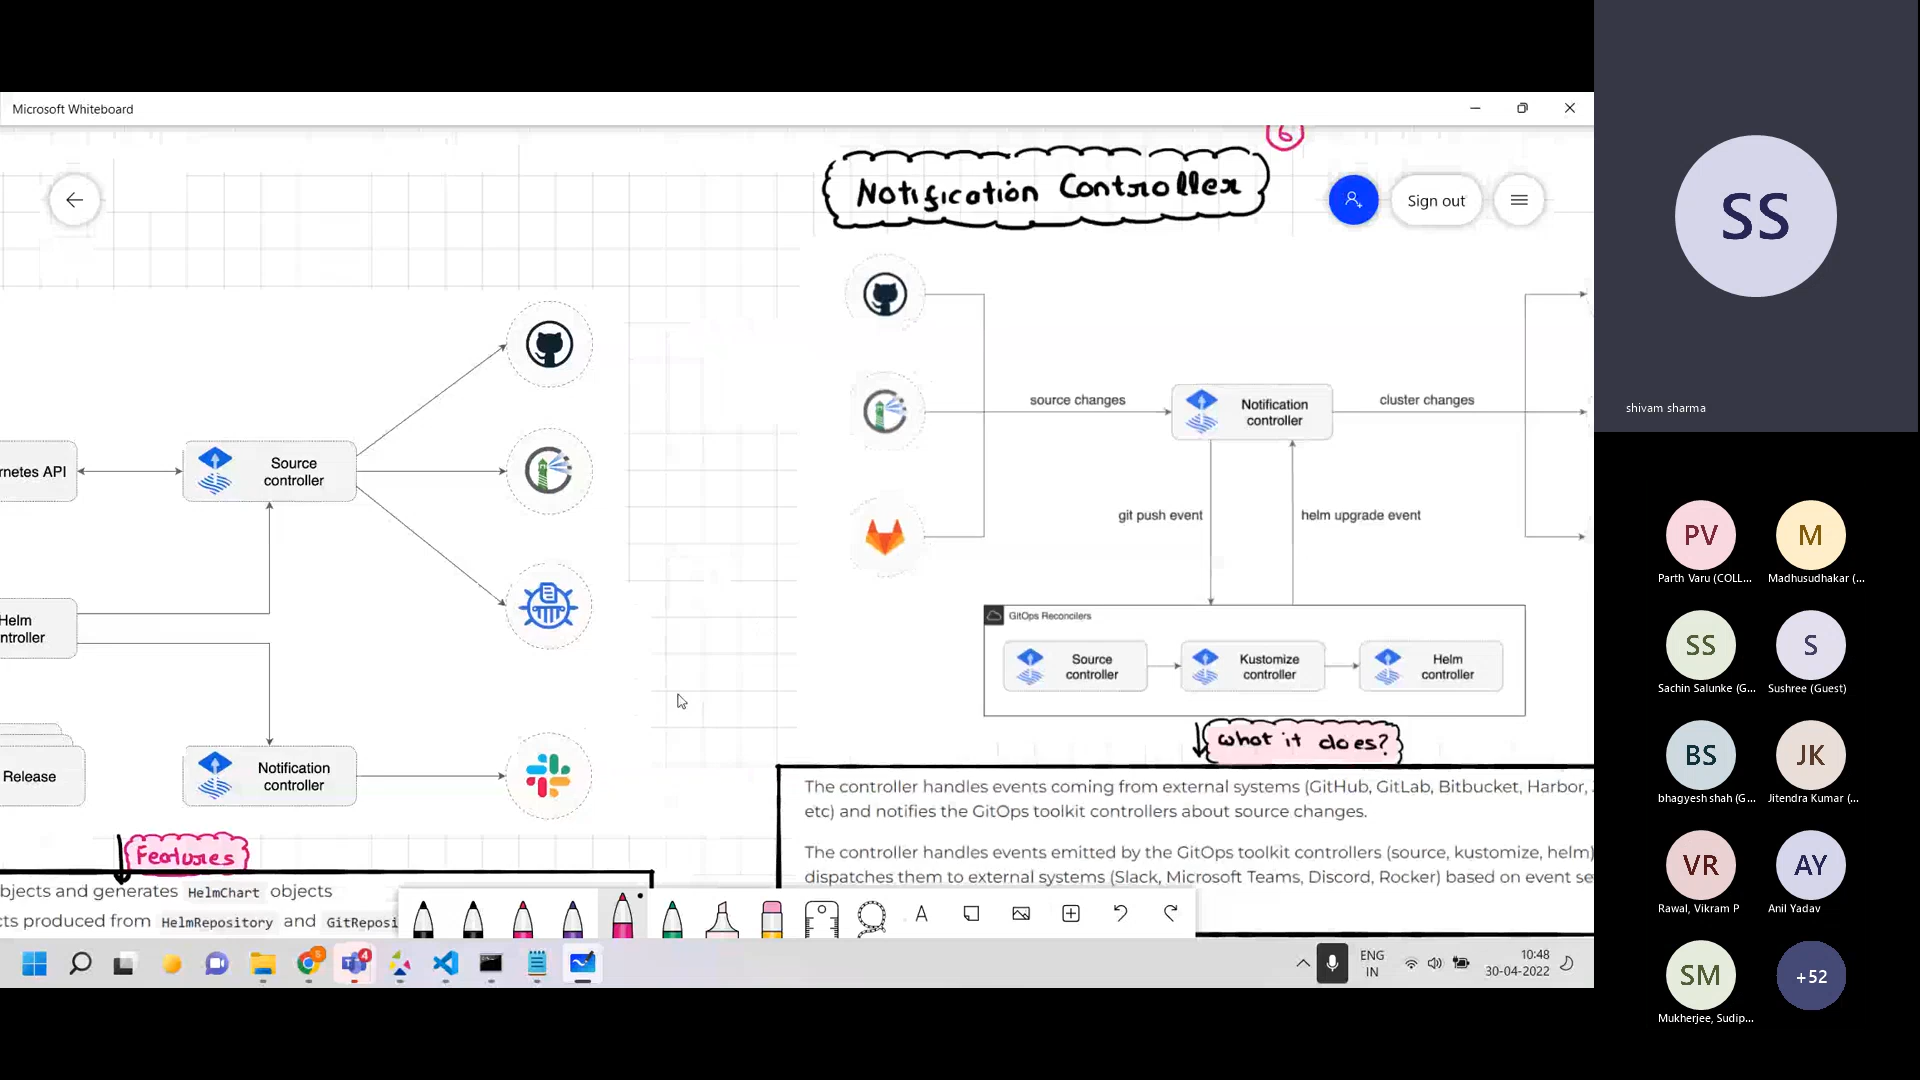 Microsoft Whiteboard
6
Notification Controller
Sign out
source changes
Notification
controller
cluster changes
git push event
helm upgrade event
GitOps Reconcilers
Source
controller
Kustomize
controller
Helm
controller
What it does?
The controller handles events coming from external systems (GitHub, GitLab, Bitbucket, Harbor,
etc) and notifies the GitOps toolkit controllers about source changes.
The controller handles events emitted by the GitOps toolkit controllers (source, kustomize, helm)
dispatches them to external systems (Slack, Microsoft Teams, Discord, Rocker) based on event se
rnetes API
Source
controller
Helm
ntroller
Release
Notification
controller
Features
bjects and generates HelmChart objects
cts produced from HelmRepository and GitReposi
A
5
4
ENG
IN
10:48
30-04-2022
SS
shivam sharma
PV
Parth Varu (COLL...
M
Madhusudhakar (...
SS
Sachin Salunke (G...
S
Sushree (Guest)
BS
bhagyesh shah (G...
JK
Jitendra Kumar (...
VR
Rawal, Vikram P
AY
Anil Yadav
SM
Mukherjee, Sudip...
+52